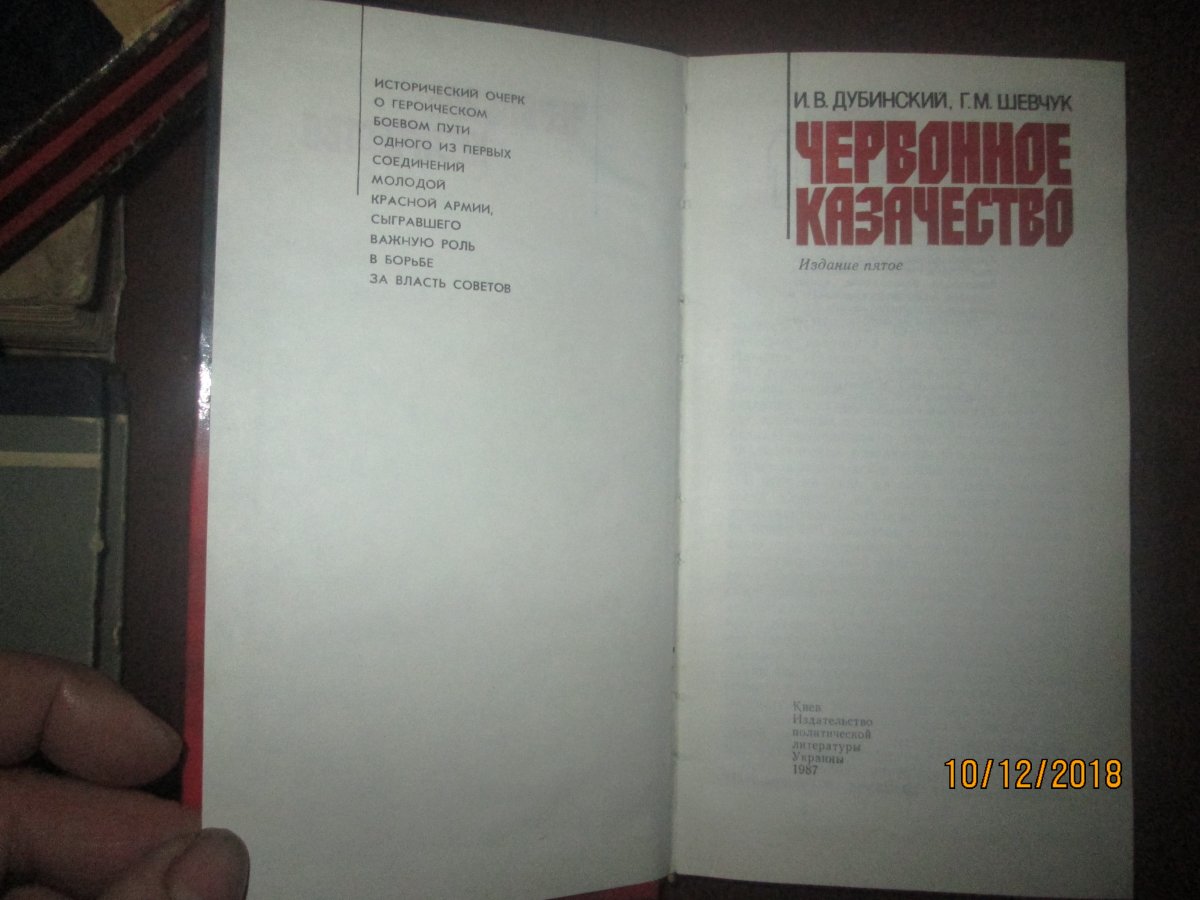 ИСТОРИЧЕСКИЙ ОЧЕРК
О ГЕРОИЧЕСКОМ
БОЕВОМ ПУТИ
ОДНОГО ИЗ ПЕРВЫХ
СОЕДИНЕНИЙ
МОЛОДОЙ
КРАСНОЙ АРМИИ,
СЫГРАВШЕГО
ВАЖНУЮ РОЛЬ
В БОРЬБЕ
ЗА ВЛАСТЬ СОВЕТОВ
И. В. ДУБИНСКИЙ, Г. М. ШЕВЧУК
ЧЕРВОННОЕ
КАЗАЧЕСТВО
Издание пятое
Киев
Издательство
политической
литературы
Украины
1987
10/12/2018